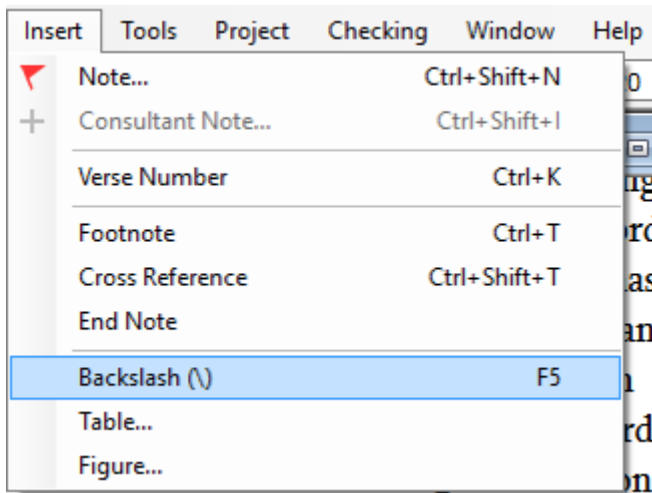 Insert Tools Project Checking Window Help
Note... Ctrl+Shift+N
Consultant Note... Ctrl+Shift+I
Verse Number Ctrl+K
Footnote Ctrl+T
Cross Reference Ctrl+Shift+T
End Note
Backslash (\) F5
Table...
Figure...